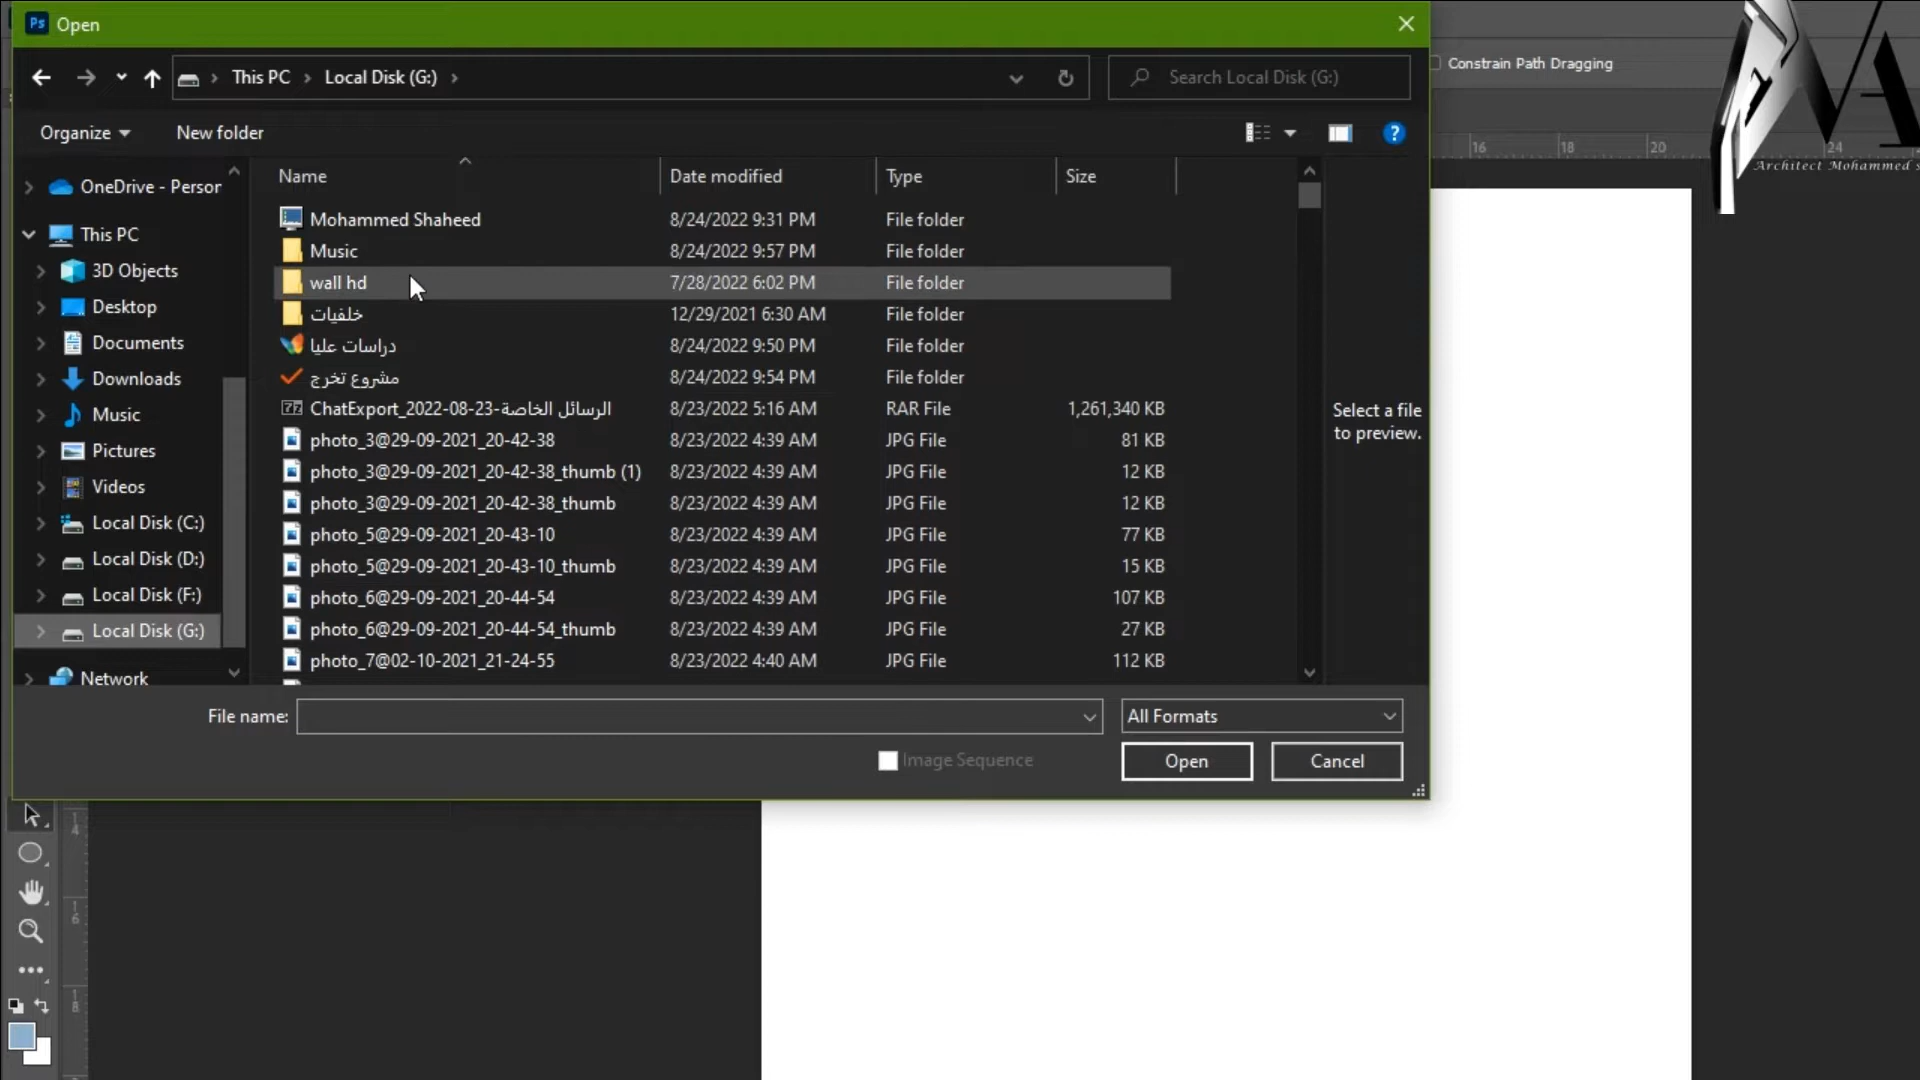 Ps Open
This PC > Local Disk (G:) >
Search Local Disk (G:)
Constrain Path Dragging
Organize
New folder
?
16 18 20 24
Architect Mohammed's
Name Date modified Type Size
Mohammed Shaheed 8/24/2022 9:31 PM File folder
Music 8/24/2022 9:57 PM File folder
wall hd 7/28/2022 6:02 PM File folder
خلفيات 12/29/2021 6:30 AM File folder
دراسات عليا 8/24/2022 9:50 PM File folder
مشروع تخرج 8/24/2022 9:54 PM File folder
ChatExport_2022-08-23-الرسائل الخاصة 8/23/2022 5:16 AM RAR File 1,261,340 KB
photo_3@29-09-2021_20-42-38 8/23/2022 4:39 AM JPG File 81 KB
photo_3@29-09-2021_20-42-38_thumb (1) 8/23/2022 4:39 AM JPG File 12 KB
photo_3@29-09-2021_20-42-38_thumb 8/23/2022 4:39 AM JPG File 12 KB
photo_5@29-09-2021_20-43-10 8/23/2022 4:39 AM JPG File 77 KB
photo_5@29-09-2021_20-43-10_thumb 8/23/2022 4:39 AM JPG File 15 KB
photo_6@29-09-2021_20-44-54 8/23/2022 4:39 AM JPG File 107 KB
photo_6@29-09-2021_20-44-54_thumb 8/23/2022 4:39 AM JPG File 27 KB
photo_7@02-10-2021_21-24-55 8/23/2022 4:40 AM JPG File 112 KB
OneDrive - Person
This PC
3D Objects
Desktop
Documents
Downloads
Music
Pictures
Videos
Local Disk (C:)
Local Disk (D:)
Local Disk (F:)
Local Disk (G:)
Network
Select a file
to preview.
File name:
All Formats
Image Sequence
Open
Cancel
14
16
18